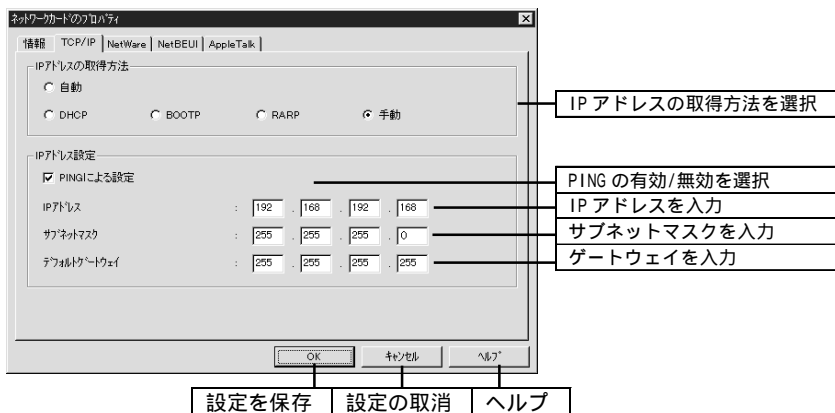 ネットワークカードのプロパティ
情報 TCP/IP NetWare NetBEUI AppleTalk
IPアドレスの取得方法
自動
DHCP BOOTP RARP 手動
IPアドレスの取得方法を選択
IPアドレス設定
PINGによる設定
PINGの有効/無効を選択
IPアドレス : 192 . 168 . 192 . 168
IPアドレスを入力
サブネットマスク : 255 . 255 . 255 . 0
サブネットマスクを入力
デフォルトゲートウェイ : 255 . 255 . 255 . 255
ゲートウェイを入力
OK キャンセル ヘルプ
設定を保存 設定の取消 ヘルプ